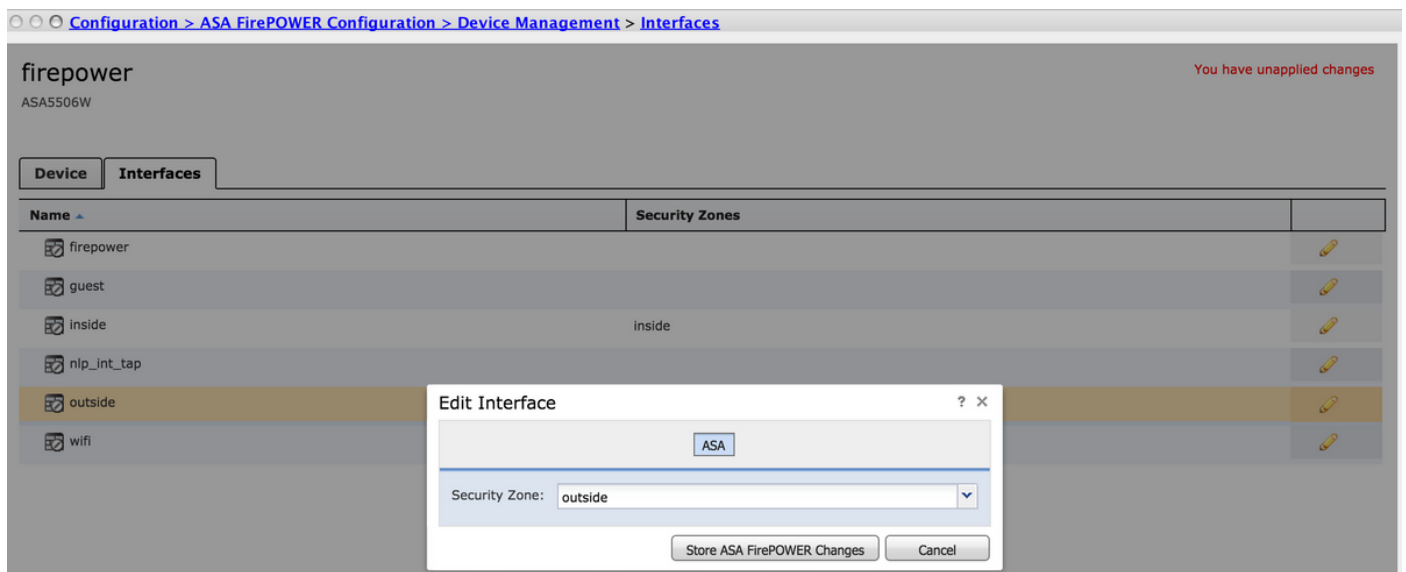 Configuration > ASA FirePOWER Configuration > Device Management > Interfaces
firepower
You have unapplied changes
ASA5506W
Device Interfaces
Name Security Zones
firepower
guest
inside inside
nlp_int_tap
outside
wifi
Edit Interface ? ×
ASA
Security Zone: outside
Store ASA FirePOWER Changes Cancel